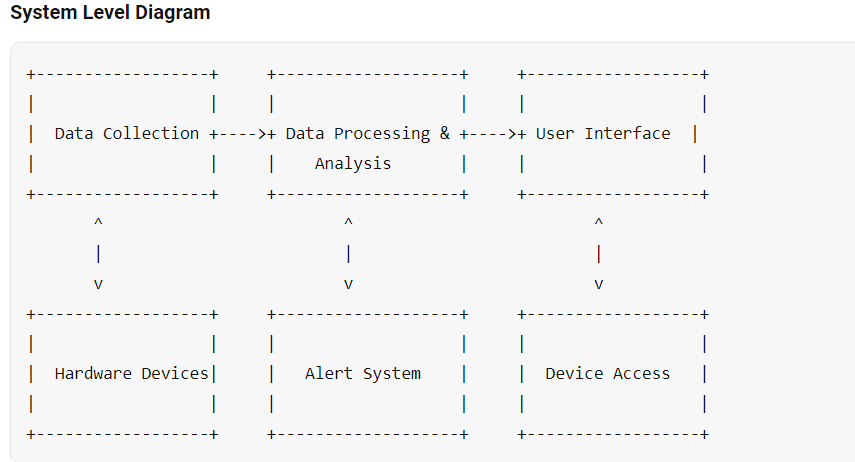 System Level Diagram
+------------------+     +-------------------+     +------------------+
|                  |     |                   |     |                  |
|  Data Collection +---->+ Data Processing & +---->+ User Interface  |
|                  |     |    Analysis       |     |                  |
+------------------+     +-------------------+     +------------------+
       ^                         ^                         ^
       |                         |                         |
       v                         v                         v
+------------------+     +-------------------+     +------------------+
|                  |     |                   |     |                  |
|  Hardware Devices|     |   Alert System    |     |  Device Access   |
|                  |     |                   |     |                  |
+------------------+     +-------------------+     +------------------+